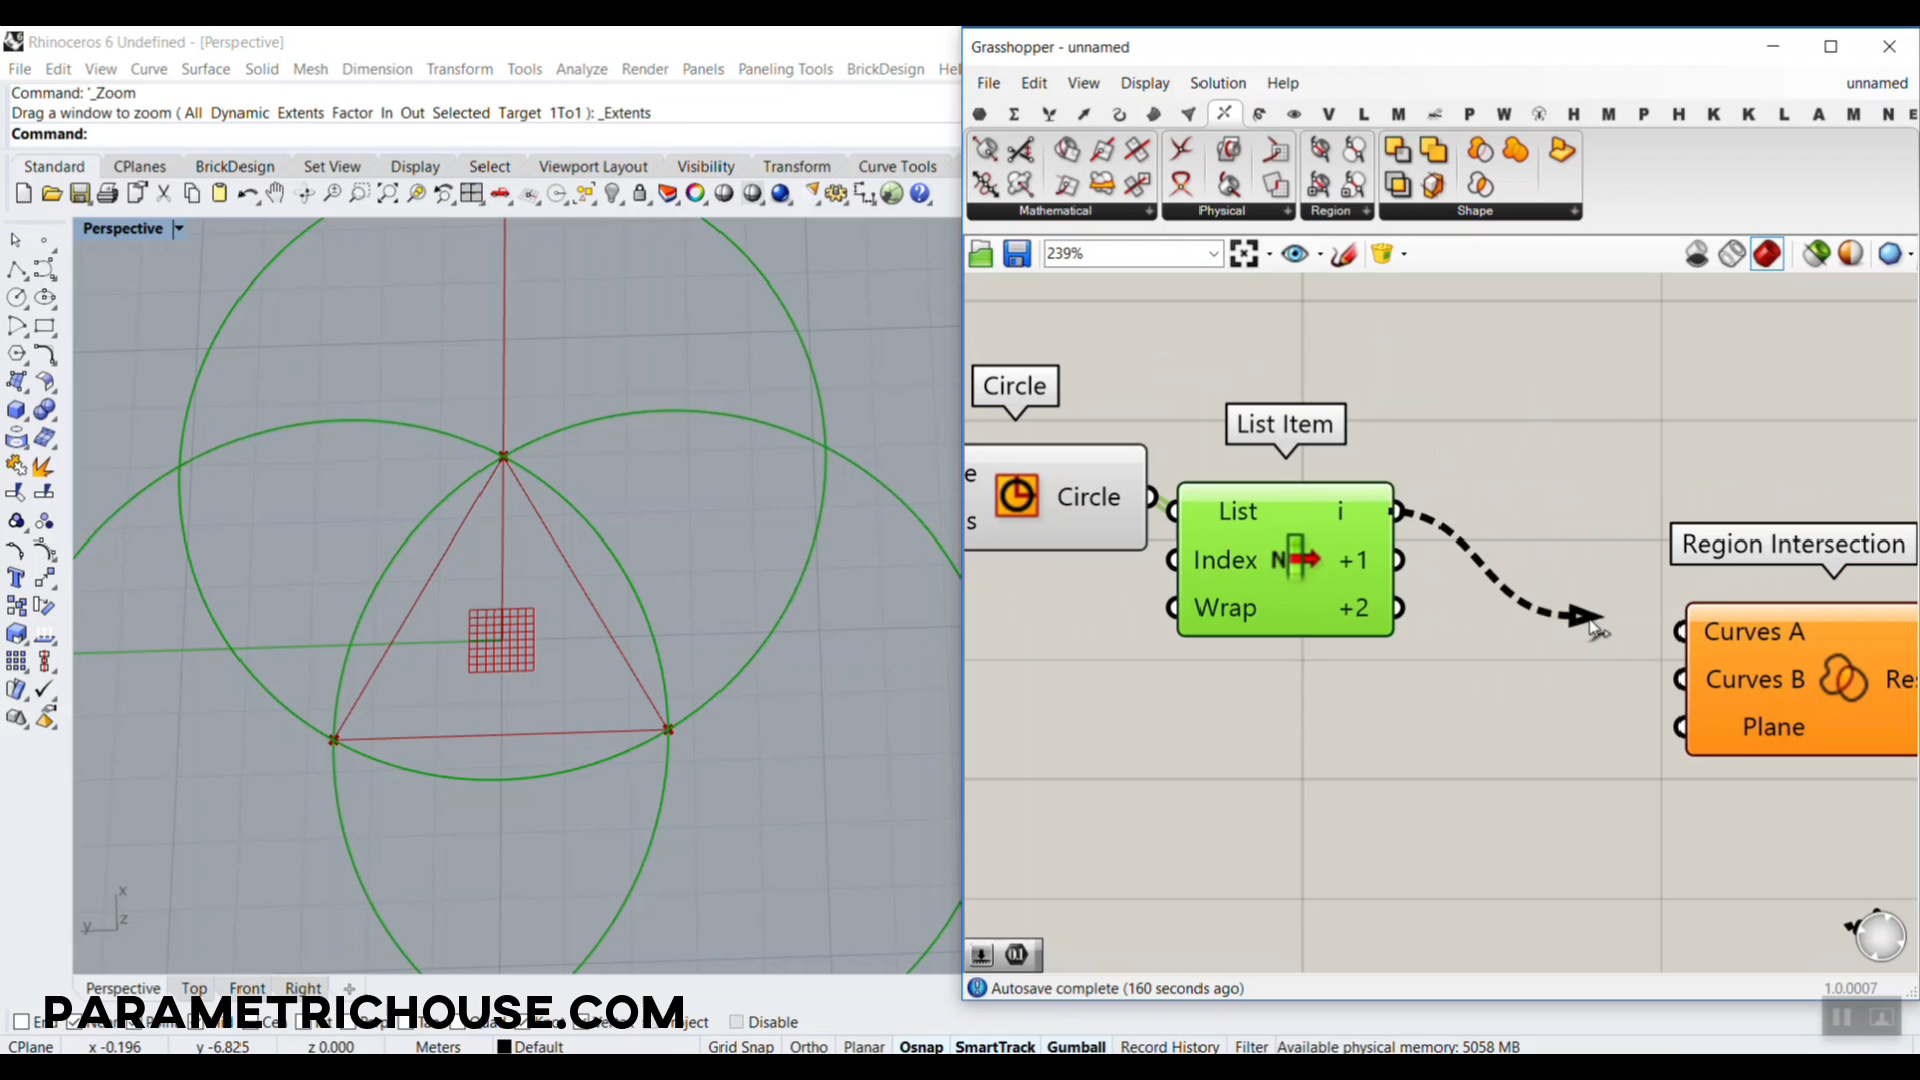 Rhinoceros 6 Undefined - [Perspective]
File Edit View Curve Surface Solid Mesh Dimension Transform Tools Analyze Render Panels Paneling Tools BrickDesign Hel
Command: '_Zoom
Drag a window to zoom ( All Dynamic Extents Factor In Out Selected Target 1To1 ): _Extents
Command:
Standard CPlanes BrickDesign Set View Display Select Viewport Layout Visibility Transform Curve Tools
Perspective
x
y
z
Perspective Top Front Right
PARAMETRICHOUSE.COM
Disable
CPlane x -0.196 y -6.825 z 0.000 Meters Default Grid Snap Ortho Planar Osnap SmartTrack Gumball Record History Filter Available physical memory: 5058 MB
Grasshopper - unnamed
File Edit View Display Solution Help unnamed
V L M P W H M P H K K L A M N E
Mathematical Physical Region Shape
239%
Circle
List Item
Region Intersection
e
s
Circle
List i
Index N +1
Wrap +2
Curves A
Curves B Res
Plane
Autosave complete (160 seconds ago)
1.0.0007